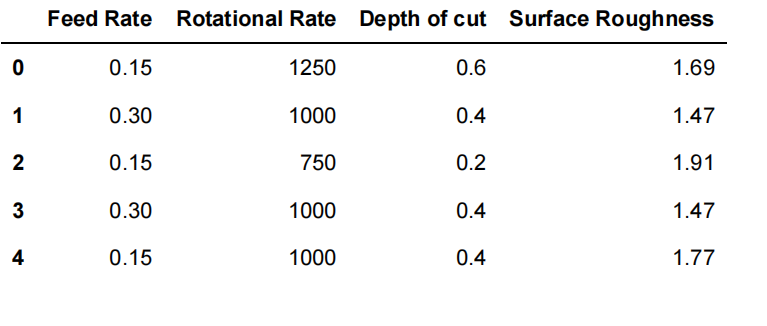 Feed Rate Rotational Rate Depth of cut Surface Roughness
0 0.15 1250 0.6 1.69
1 0.30 1000 0.4 1.47
2 0.15 750 0.2 1.91
3 0.30 1000 0.4 1.47
4 0.15 1000 0.4 1.77